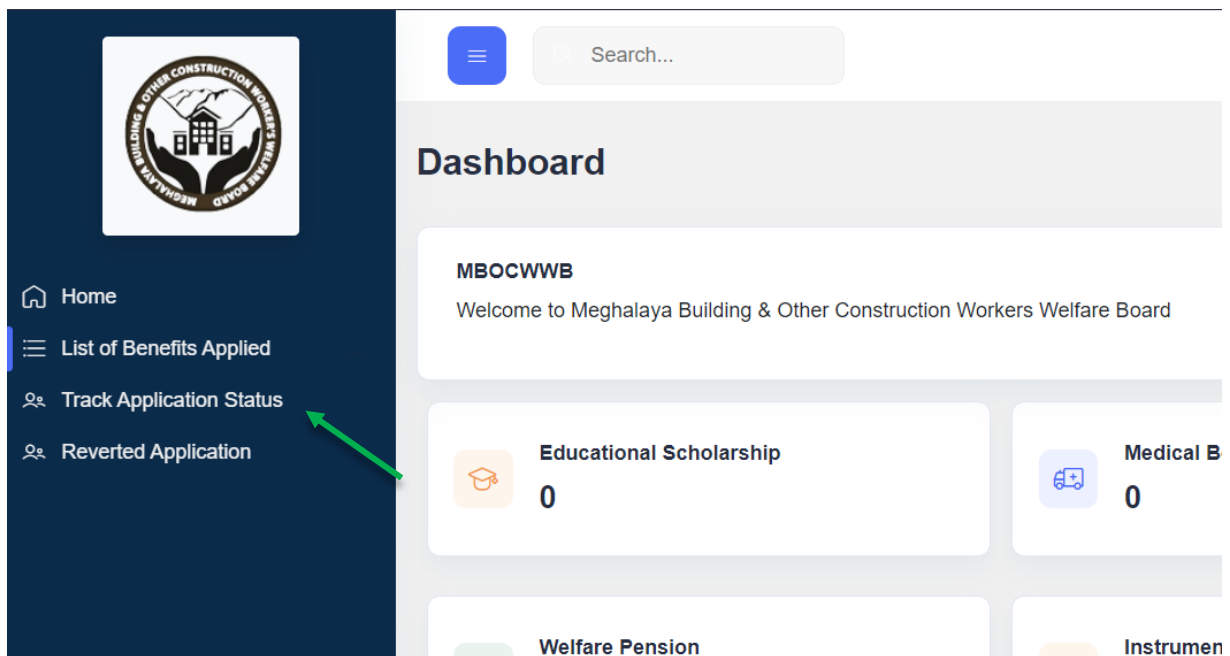 MEGHALAYA BUILDING & OTHER CONSTRUCTION WORKER'S WELFARE BOARD
Search...
Dashboard
MBOCWWB
Welcome to Meghalaya Building & Other Construction Workers Welfare Board
Home
List of Benefits Applied
Track Application Status
Reverted Application
Educational Scholarship
0
Medical B
0
Welfare Pension
Instrumen